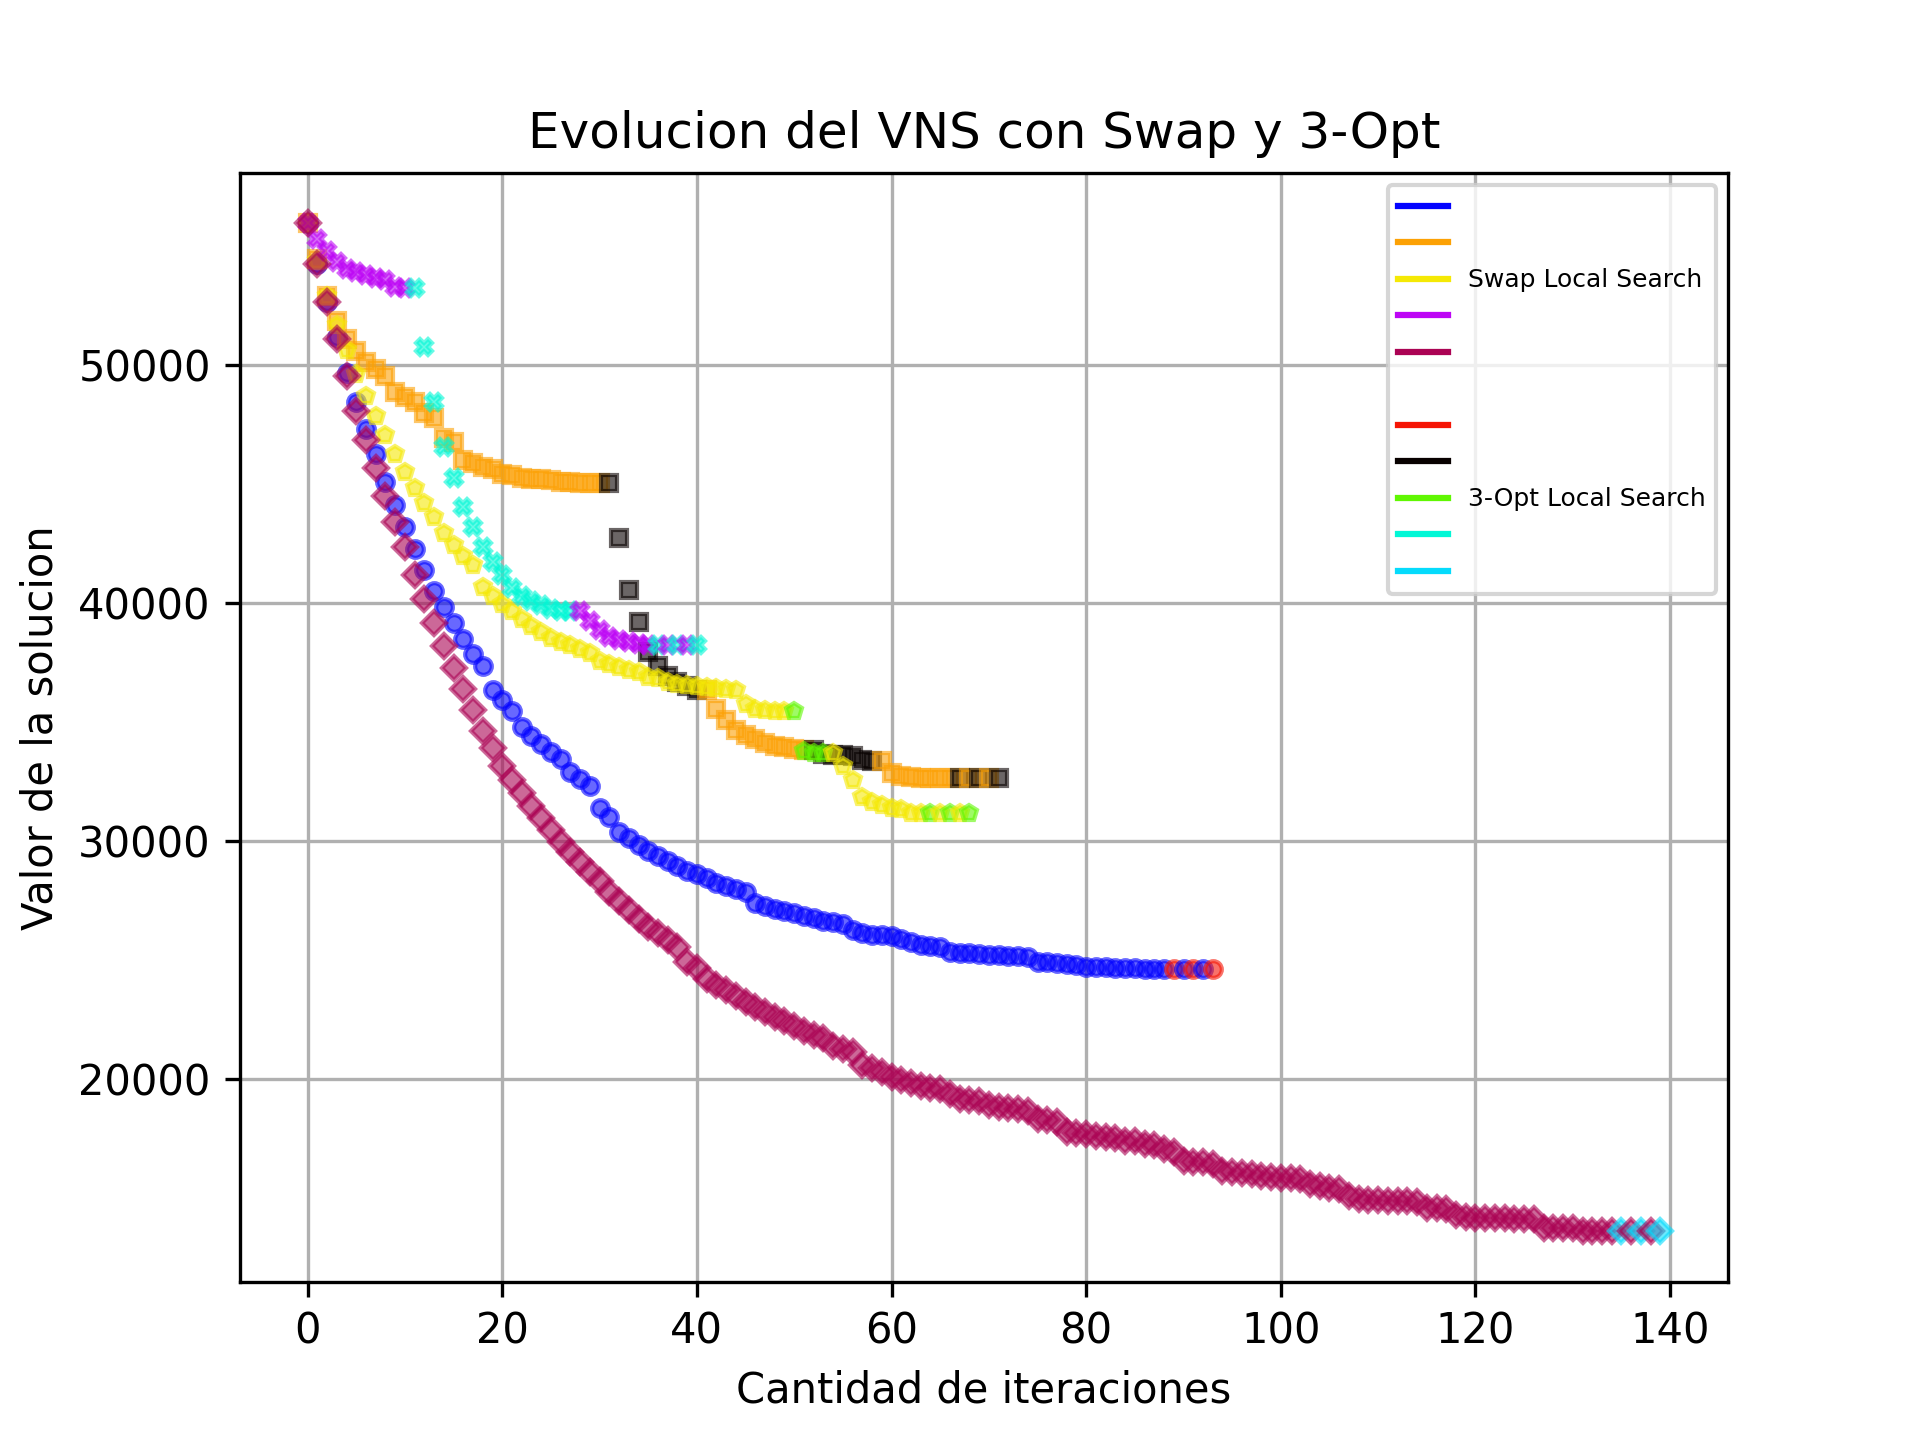 Evolucion del VNS con Swap y 3-Opt
Swap Local Search
3-Opt Local Search
Valor de la solucion
50000
40000
30000
20000
0 20 40 60 80 100 120 140
Cantidad de iteraciones